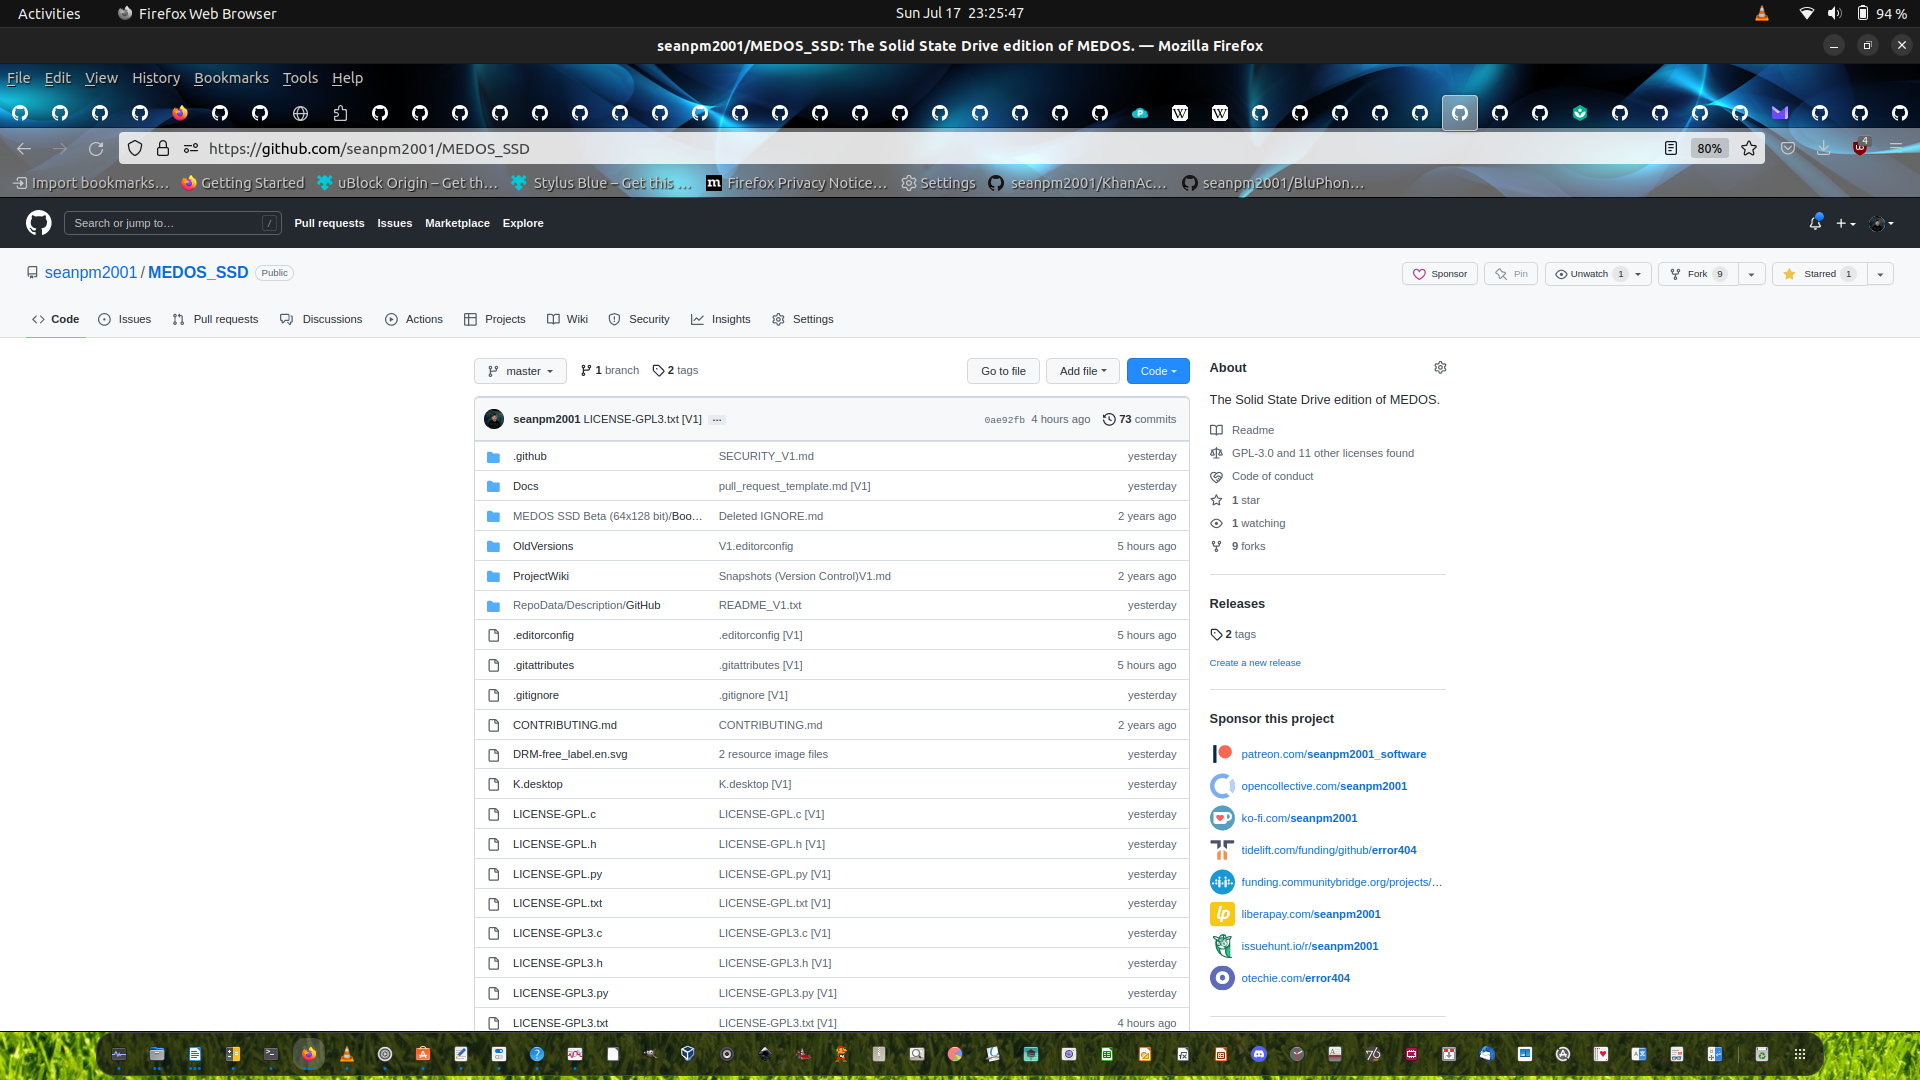 Activities Firefox Web Browser Sun Jul 17 23:25:47 94 %
seanpm2001/MEDOS_SSD: The Solid State Drive edition of MEDOS. — Mozilla Firefox
File Edit View History Bookmarks Tools Help
https://github.com/seanpm2001/MEDOS_SSD 80% 4
Import bookmarks… Getting Started uBlock Origin – Get th… Stylus Blue – Get this … Firefox Privacy Notice… Settings seanpm2001/KhanAc… seanpm2001/BluPhon…
Search or jump to… / Pull requests Issues Marketplace Explore
seanpm2001 / MEDOS_SSD Public Sponsor Pin Unwatch 1 Fork 9 Starred 1
Code Issues Pull requests Discussions Actions Projects Wiki Security Insights Settings
master 1 branch 2 tags Go to file Add file Code
seanpm2001 LICENSE-GPL3.txt [V1] … 0ae92fb 4 hours ago 73 commits
.github SECURITY_V1.md yesterday
Docs pull_request_template.md [V1] yesterday
MEDOS SSD Beta (64x128 bit)/Boo… Deleted IGNORE.md 2 years ago
OldVersions V1.editorconfig 5 hours ago
ProjectWiki Snapshots (Version Control)V1.md 2 years ago
RepoData/Description/GitHub README_V1.txt yesterday
.editorconfig .editorconfig [V1] 5 hours ago
.gitattributes .gitattributes [V1] 5 hours ago
.gitignore .gitignore [V1] yesterday
CONTRIBUTING.md CONTRIBUTING.md 2 years ago
DRM-free_label.en.svg 2 resource image files yesterday
K.desktop K.desktop [V1] yesterday
LICENSE-GPL.c LICENSE-GPL.c [V1] yesterday
LICENSE-GPL.h LICENSE-GPL.h [V1] yesterday
LICENSE-GPL.py LICENSE-GPL.py [V1] yesterday
LICENSE-GPL.txt LICENSE-GPL.txt [V1] yesterday
LICENSE-GPL3.c LICENSE-GPL3.c [V1] yesterday
LICENSE-GPL3.h LICENSE-GPL3.h [V1] yesterday
LICENSE-GPL3.py LICENSE-GPL3.py [V1] yesterday
LICENSE-GPL3.txt LICENSE-GPL3.txt [V1] 4 hours ago
About
The Solid State Drive edition of MEDOS.
Readme
GPL-3.0 and 11 other licenses found
Code of conduct
1 star
1 watching
9 forks
Releases
2 tags
Create a new release
Sponsor this project
patreon.com/seanpm2001_software
opencollective.com/seanpm2001
ko-fi.com/seanpm2001
tidelift.com/funding/github/error404
funding.communitybridge.org/projects/…
liberapay.com/seanpm2001
issuehunt.io/r/seanpm2001
otechie.com/error404